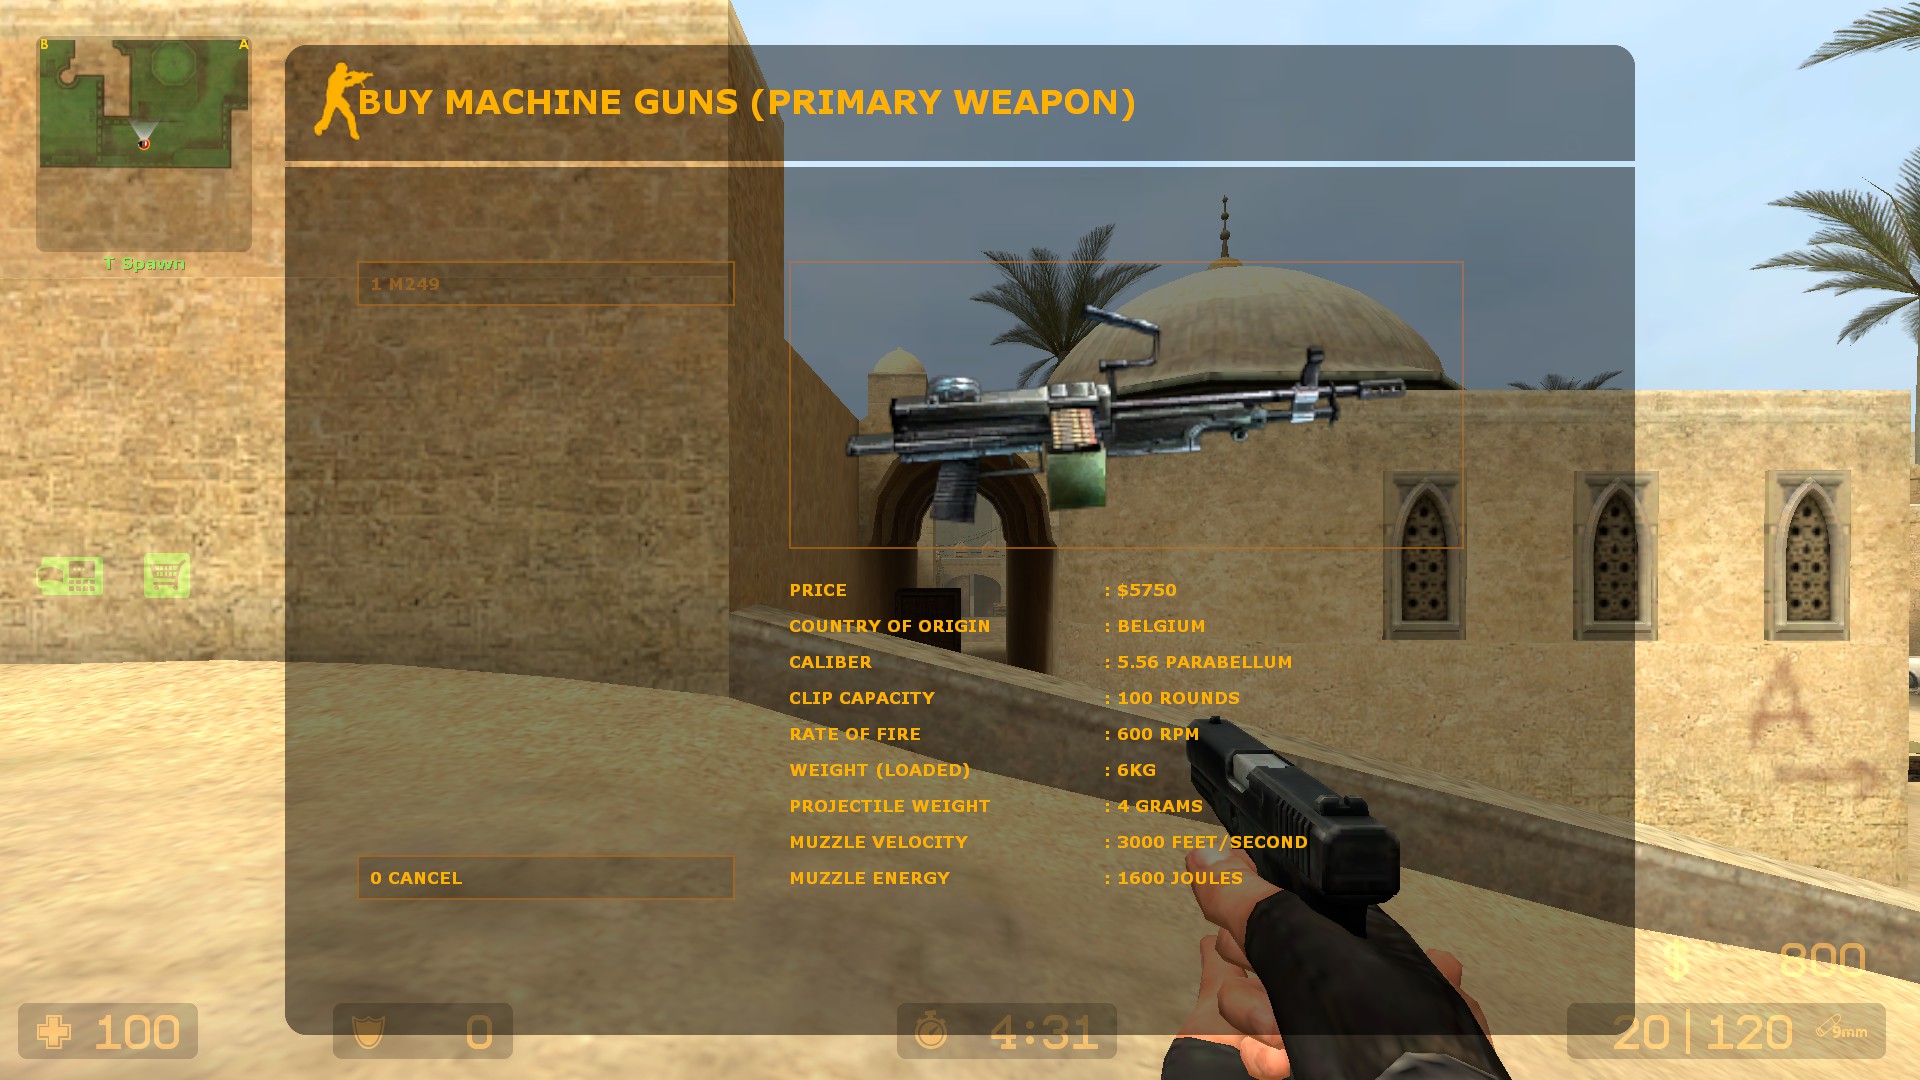 B A
BUY MACHINE GUNS (PRIMARY WEAPON)
T Spawn
1 M249
PRICE : $5750
COUNTRY OF ORIGIN : BELGIUM
CALIBER : 5.56 PARABELLUM
CLIP CAPACITY : 100 ROUNDS
RATE OF FIRE : 600 RPM
WEIGHT (LOADED) : 6KG
PROJECTILE WEIGHT : 4 GRAMS
MUZZLE VELOCITY : 3000 FEET/SECOND
MUZZLE ENERGY : 1600 JOULES
0 CANCEL
A
$ 800
100
0
4:31
20|120 9mm